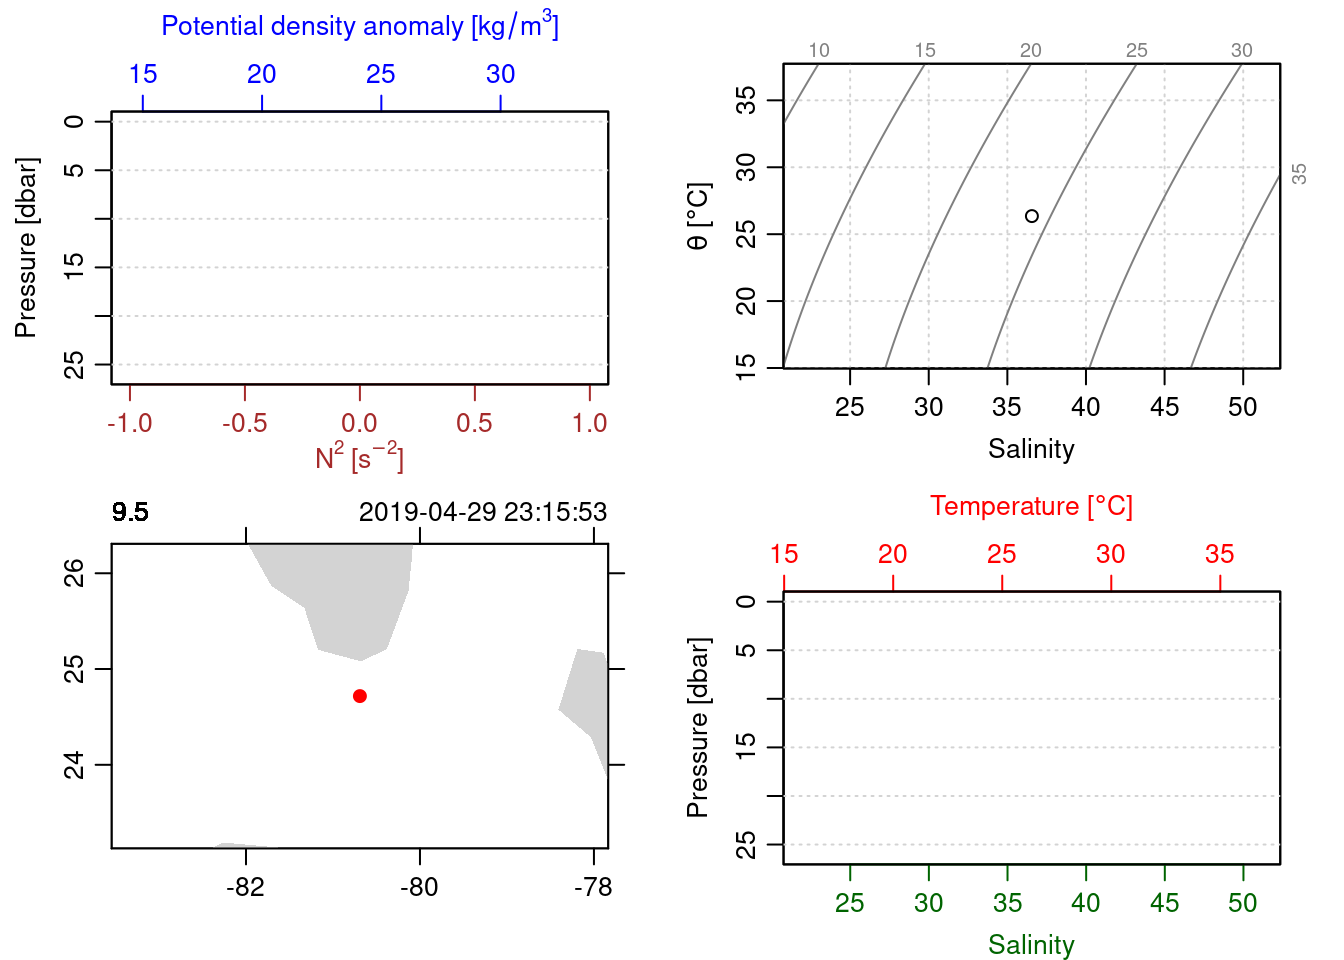 Potential density anomaly [kg/m3]
15 20 25 30
0
5
15
25
Pressure [dbar]
-1.0 -0.5 0.0 0.5 1.0
N2 [s−2]
10 15 20 25 30
35
35
30
25
20
15
θ [°C]
25 30 35 40 45 50
Salinity
9.5 2019-04-29 23:15:53
26
25
24
-82 -80 -78
Temperature [°C]
15 20 25 30 35
0
5
15
25
Pressure [dbar]
25 30 35 40 45 50
Salinity